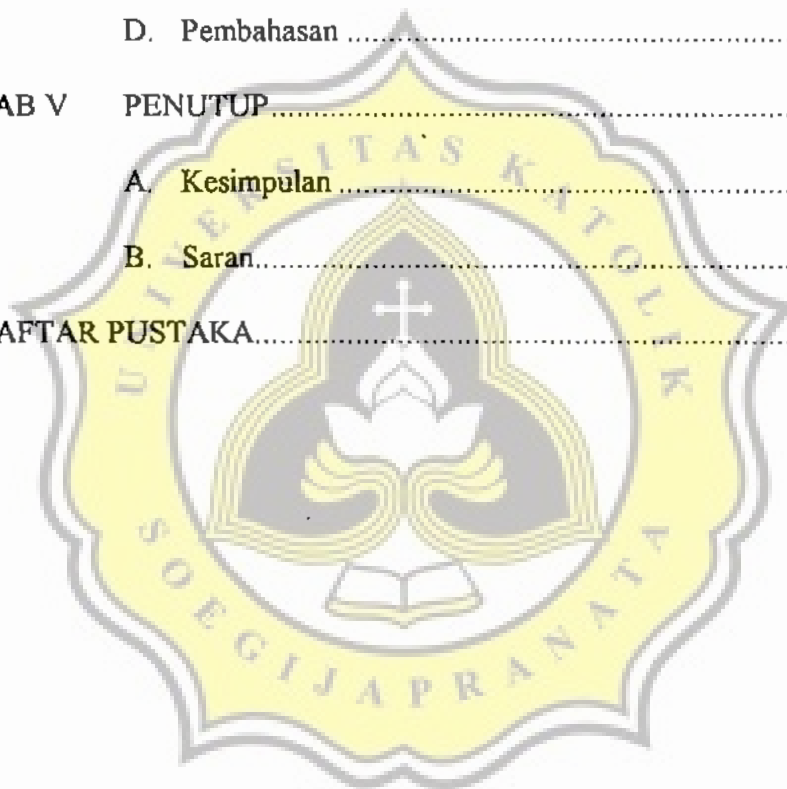 D. Pembahasan ..........................................
AB V PENUTUP..........................................
A. Kesimpulan ..........................................
B. Saran..........................................
AFTAR PUSTAKA..........................................
UNIVERSITAS KATOLIK
SOEGIJAPRANATA